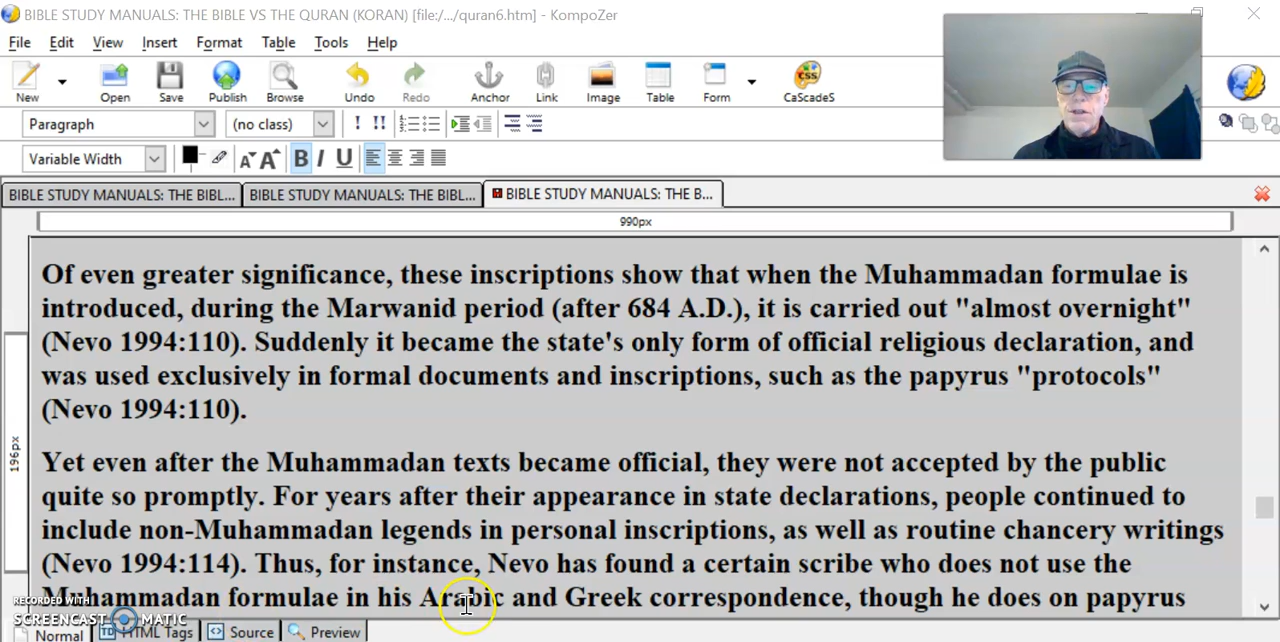 BIBLE STUDY MANUALS: THE BIBLE VS THE QURAN (KORAN) [file:/.../quran6.htm] - KompoZer
File Edit View Insert Format Table Tools Help
New Open Save Publish Browse Undo Redo Anchor Link Image Table Form CaScadeS
Paragraph (no class) ! !!
Variable Width A A B I U
BIBLE STUDY MANUALS: THE BIBL... BIBLE STUDY MANUALS: THE BIBL... BIBLE STUDY MANUALS: THE B...
990px
Of even greater significance, these inscriptions show that when the Muhammadan formulae is
introduced, during the Marwanid period (after 684 A.D.), it is carried out "almost overnight"
(Nevo 1994:110). Suddenly it became the state's only form of official religious declaration, and
was used exclusively in formal documents and inscriptions, such as the papyrus "protocols"
(Nevo 1994:110).
196px
Yet even after the Muhammadan texts became official, they were not accepted by the public
quite so promptly. For years after their appearance in state declarations, people continued to
include non-Muhammadan legends in personal inscriptions, as well as routine chancery writings
(Nevo 1994:114). Thus, for instance, Nevo has found a certain scribe who does not use the
Muhammadan formulae in his Arabic and Greek correspondence, though he does on papyrus
RECORDED WITH
SCREENCAST MATIC
Normal HTML Tags Source Preview